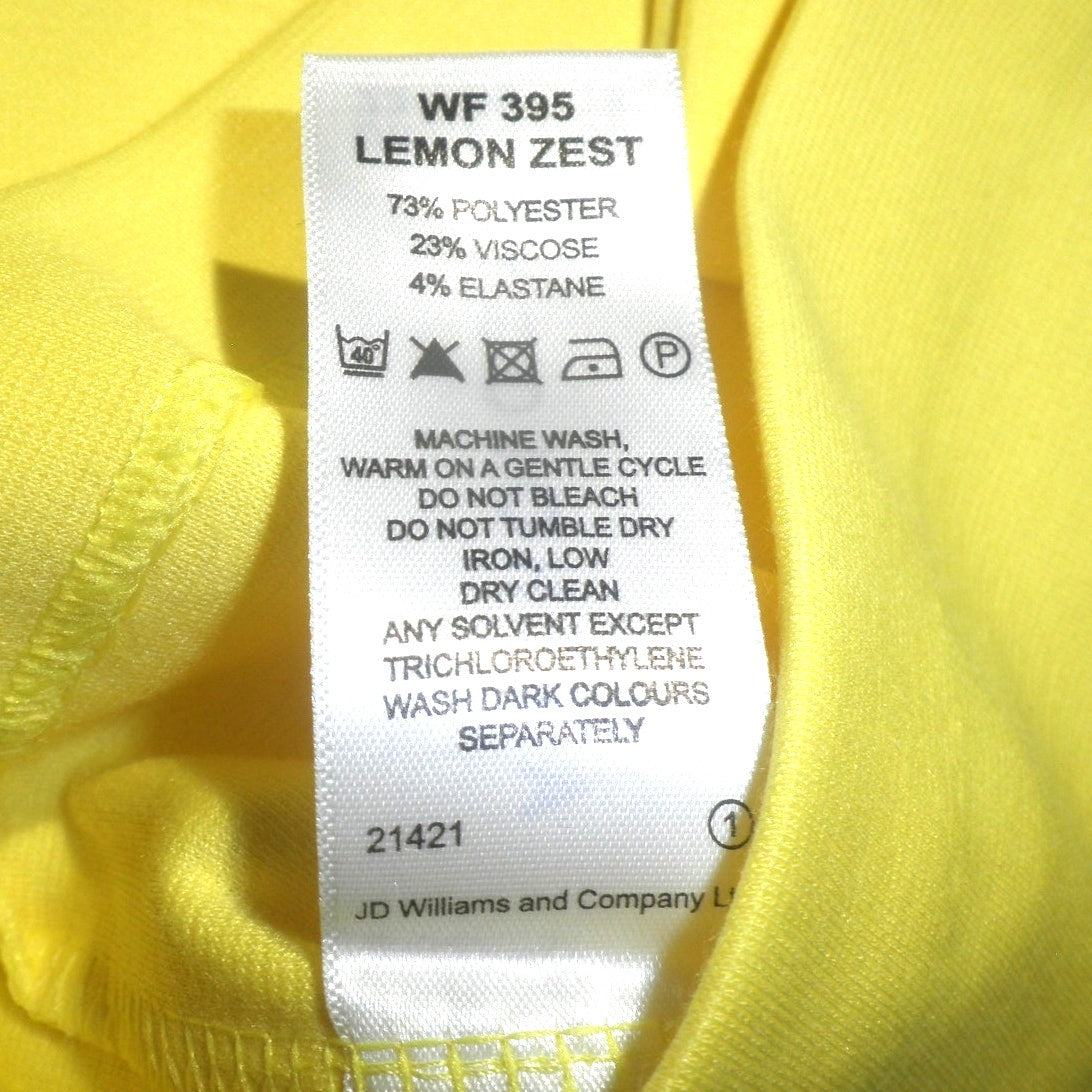 WF 395
LEMON ZEST
73% POLYESTER
23% VISCOSE
4% ELASTANE
40° P
MACHINE WASH,
WARM ON A GENTLE CYCLE
DO NOT BLEACH
DO NOT TUMBLE DRY
IRON, LOW
DRY CLEAN
ANY SOLVENT EXCEPT
TRICHLOROETHYLENE
WASH DARK COLOURS
SEPARATELY
21421 1
JD Williams and Company Lt